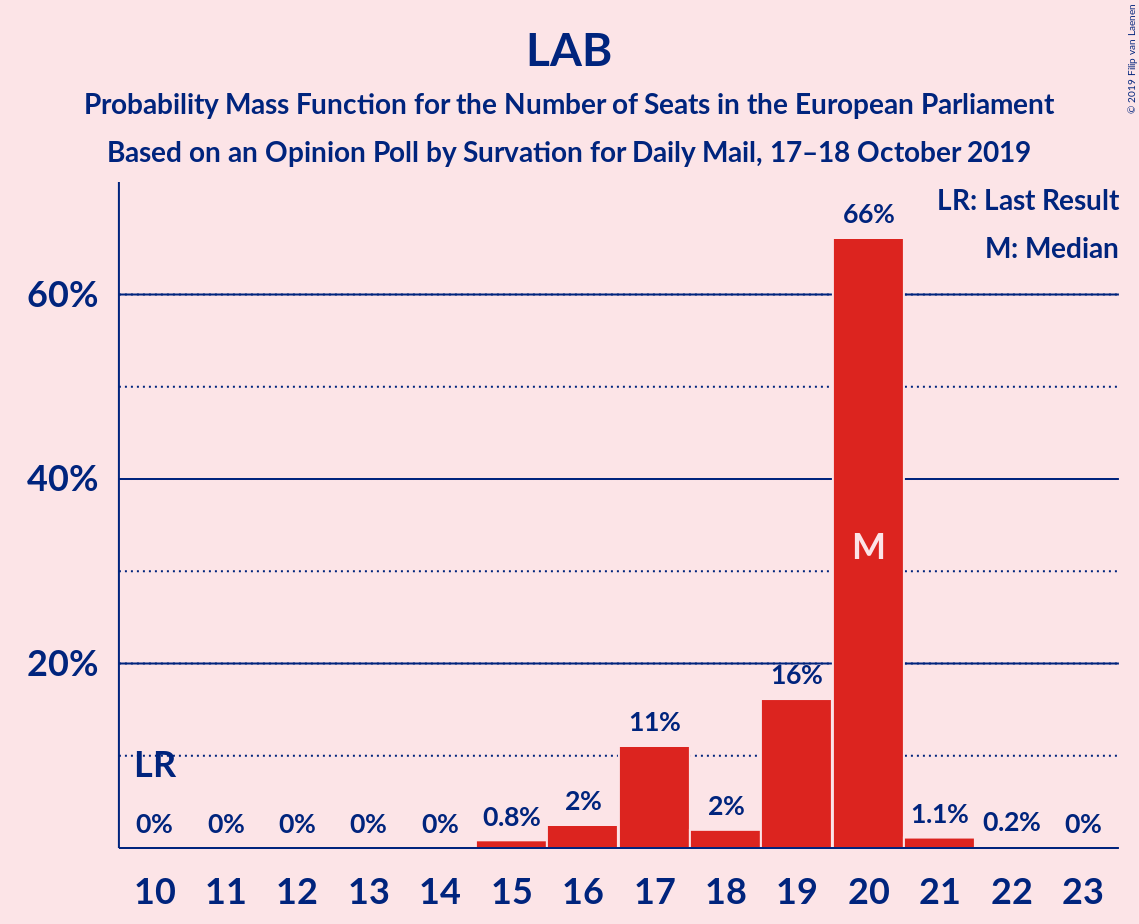 LAB
Probability Mass Function for the Number of Seats in the European Parliament
Based on an Opinion Poll by Survation for Daily Mail, 17–18 October 2019
© 2019 Filip van Laenen
LR: Last Result
M: Median
60%
40%
20%
66%
M
16%
11%
LR
0%
0%
0%
0%
0%
0.8%
2%
2%
1.1%
0.2%
0%
10 11 12 13 14 15 16 17 18 19 20 21 22 23